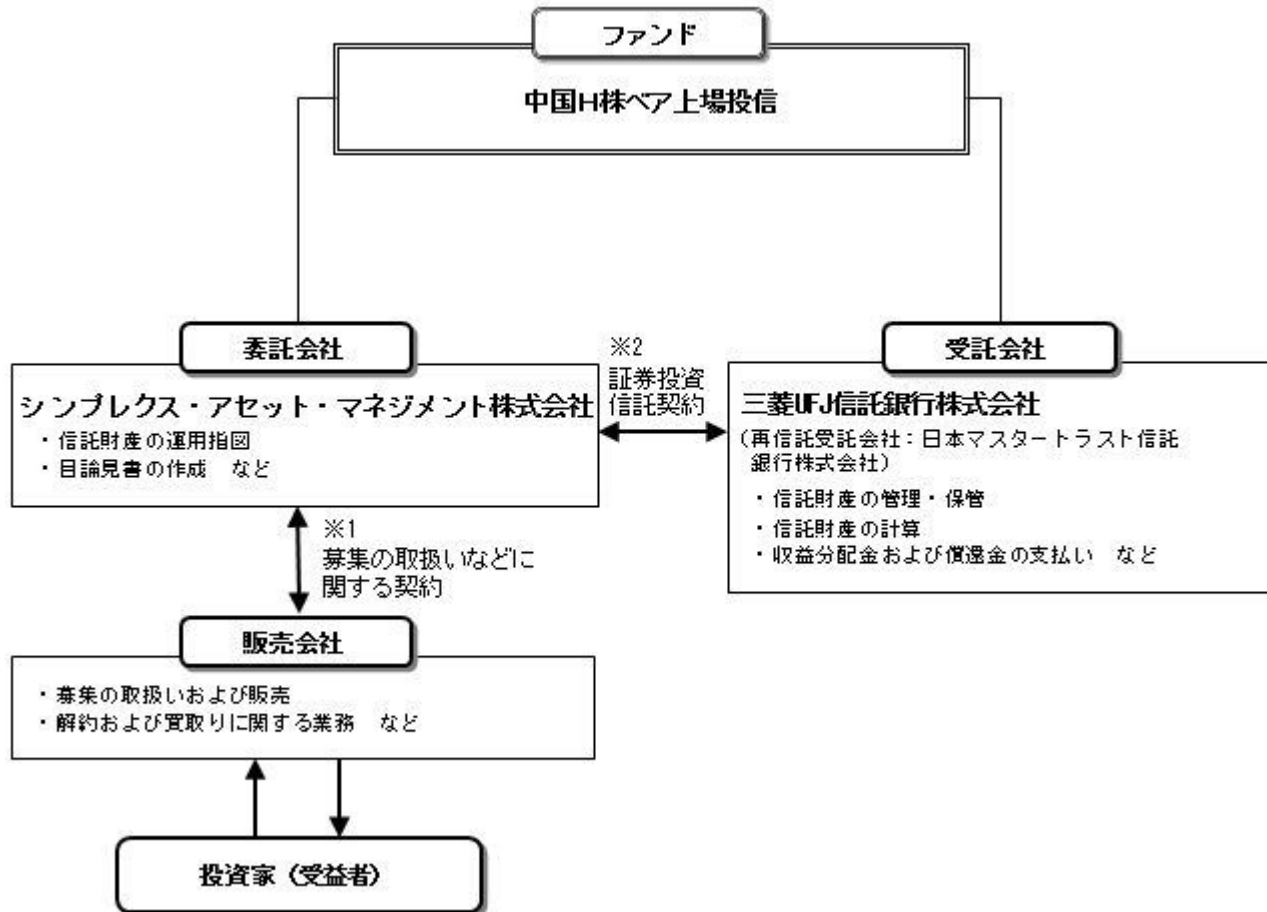 ファンド
中国H株ベア上場投信
委託会社
シンプレクス・アセット・マネジメント株式会社
・信託財産の運用指図
・目論見書の作成　など
※2
証券投資
信託契約
受託会社
三菱UFJ信託銀行株式会社
(再信託受託会社：日本マスタートラスト信託
銀行株式会社)
・信託財産の管理・保管
・信託財産の計算
・収益分配金および償還金の支払い　など
※1
募集の取扱いなどに
関する契約
販売会社
・募集の取扱いおよび販売
・解約および買取りに関する業務　など
投資家（受益者）